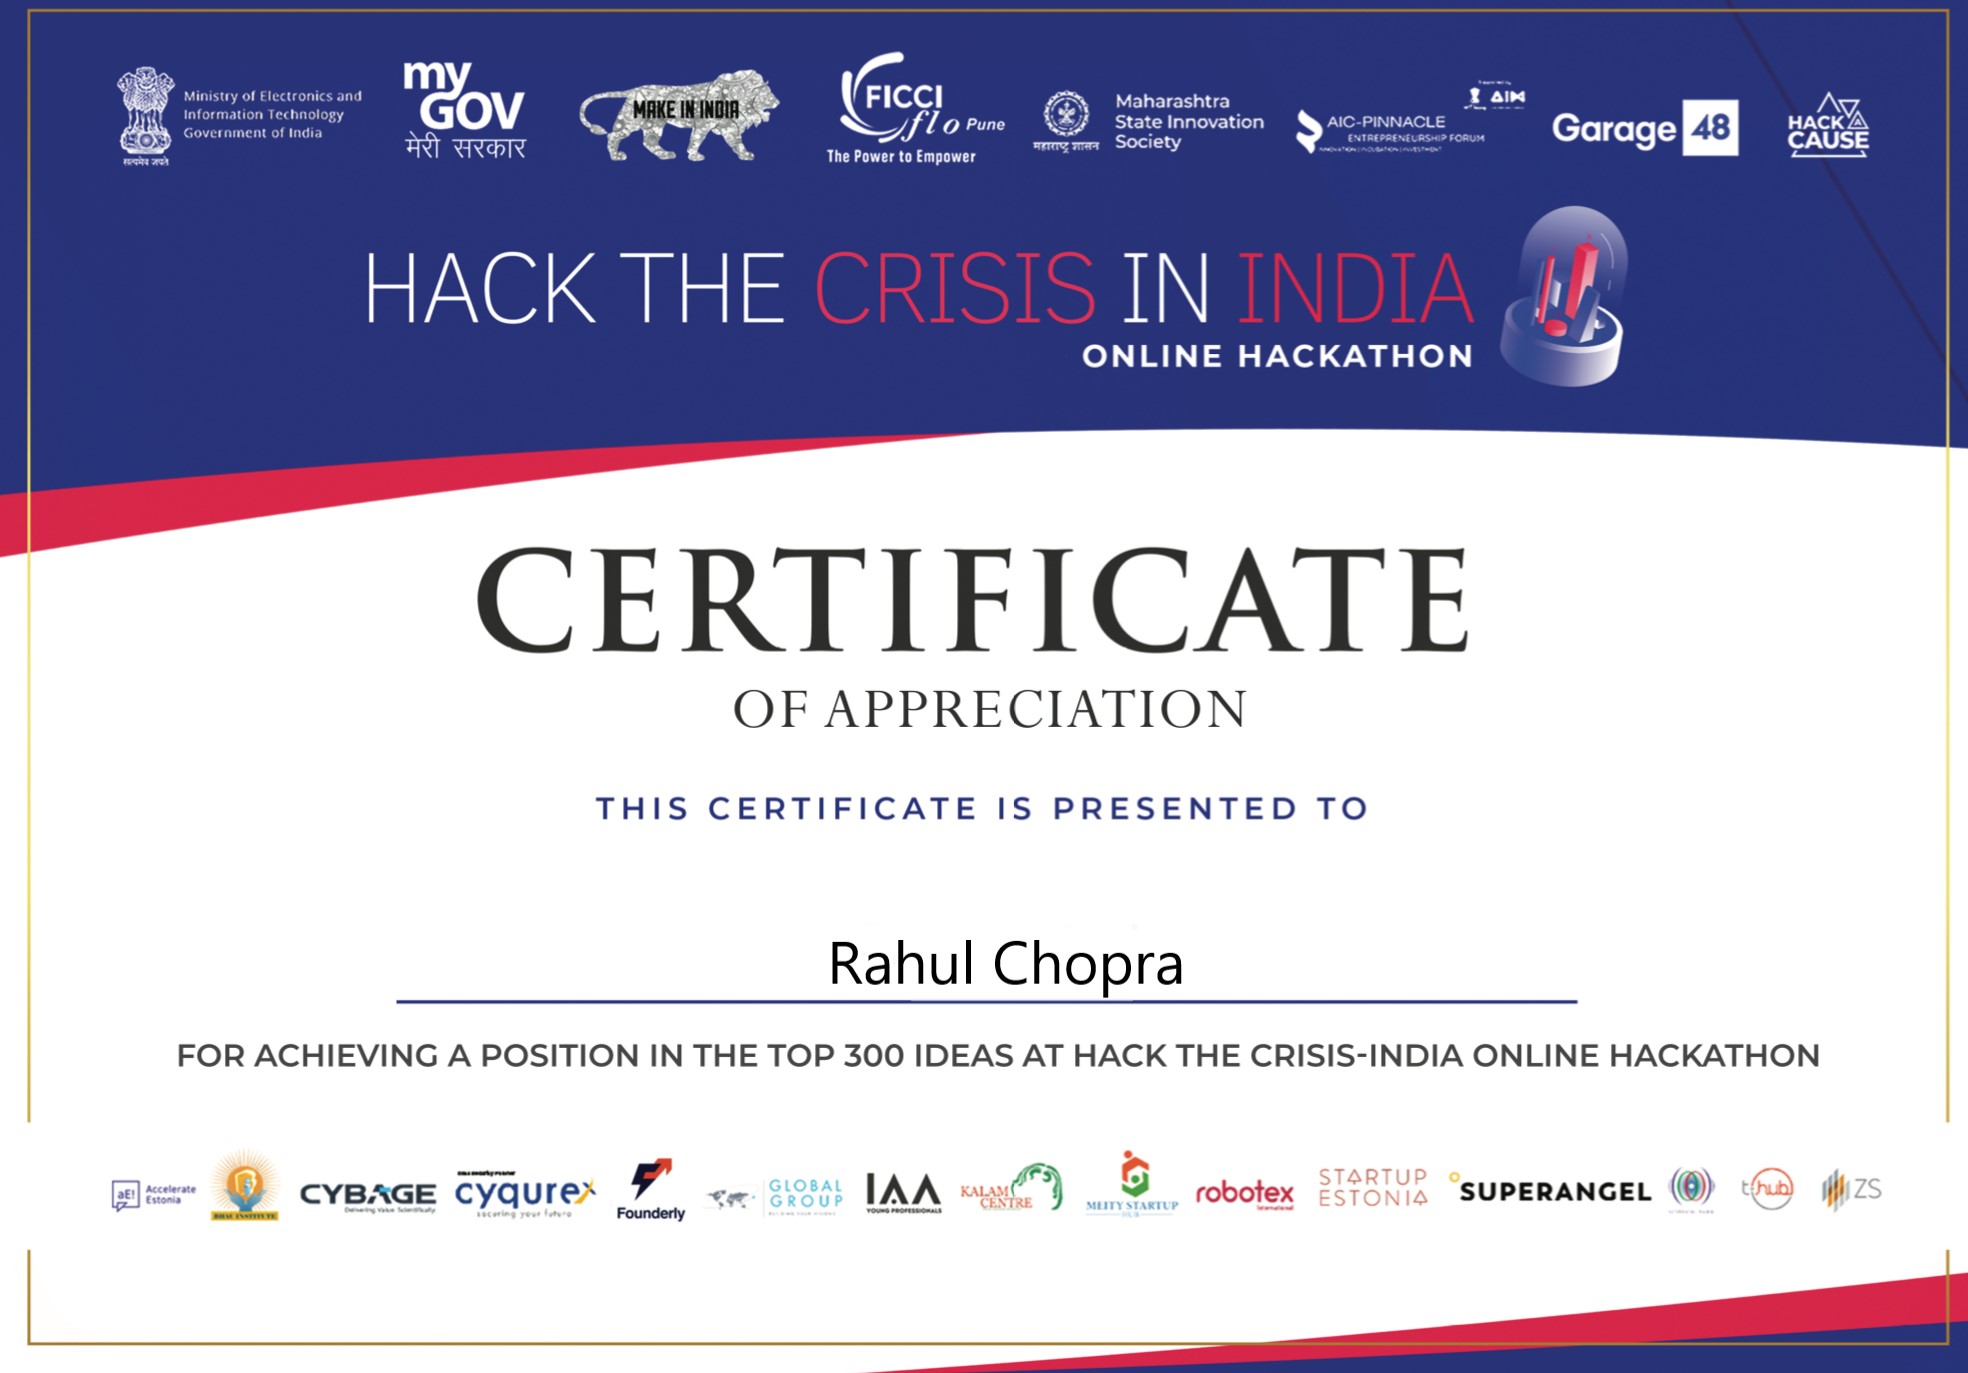 Ministry of Electronics and
Information Technology
Government of India
सत्यमेव जयते
my
GOV
मेरी सरकार
MAKE IN INDIA
FICCI
flo Pune
The Power to Empower
महाराष्ट्र शासन
Maharashtra
State Innovation
Society
AIM
AIC-PINNACLE
ENTREPRENEURSHIP FORUM
INNOVATION | INCUBATION | INVESTMENT
Garage 48
HACK
CAUSE
HACK THE CRISIS IN INDIA
ONLINE HACKATHON
CERTIFICATE
OF APPRECIATION
THIS CERTIFICATE IS PRESENTED TO
Rahul Chopra
FOR ACHIEVING A POSITION IN THE TOP 300 IDEAS AT HACK THE CRISIS-INDIA ONLINE HACKATHON
aE! Accelerate
Estonia
BHAU INSTITUTE
CYBAGE
Delivering Value. Scientifically.
cyqurex
securing your future
Founderly
GLOBAL
GROUP
IAA
YOUNG PROFESSIONALS
KALAM
CENTRE
MEITY STARTUP
HUB
robotex
International
STARTUP
ESTONIA
SUPERANGEL
t-hub
ZS